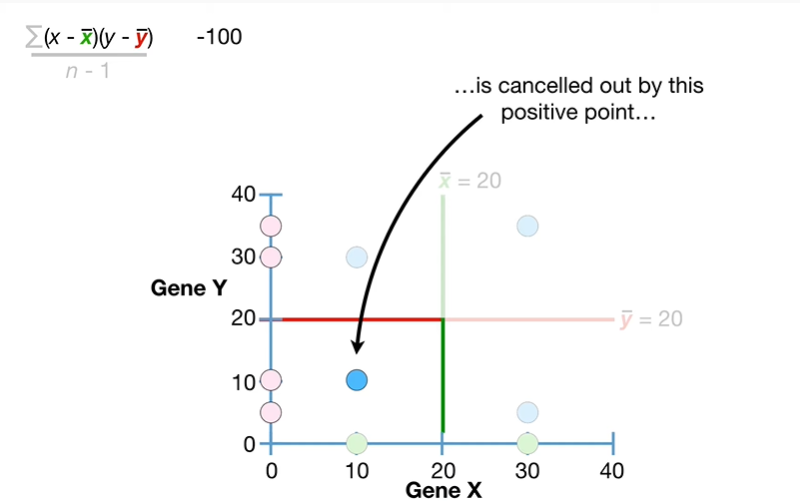 ∑(x - x̄)(y - ȳ) -100
n - 1
...is cancelled out by this
positive point...
x̄ = 20
40
30
Gene Y
20
ȳ = 20
10
0
0 10 20 30 40
Gene X